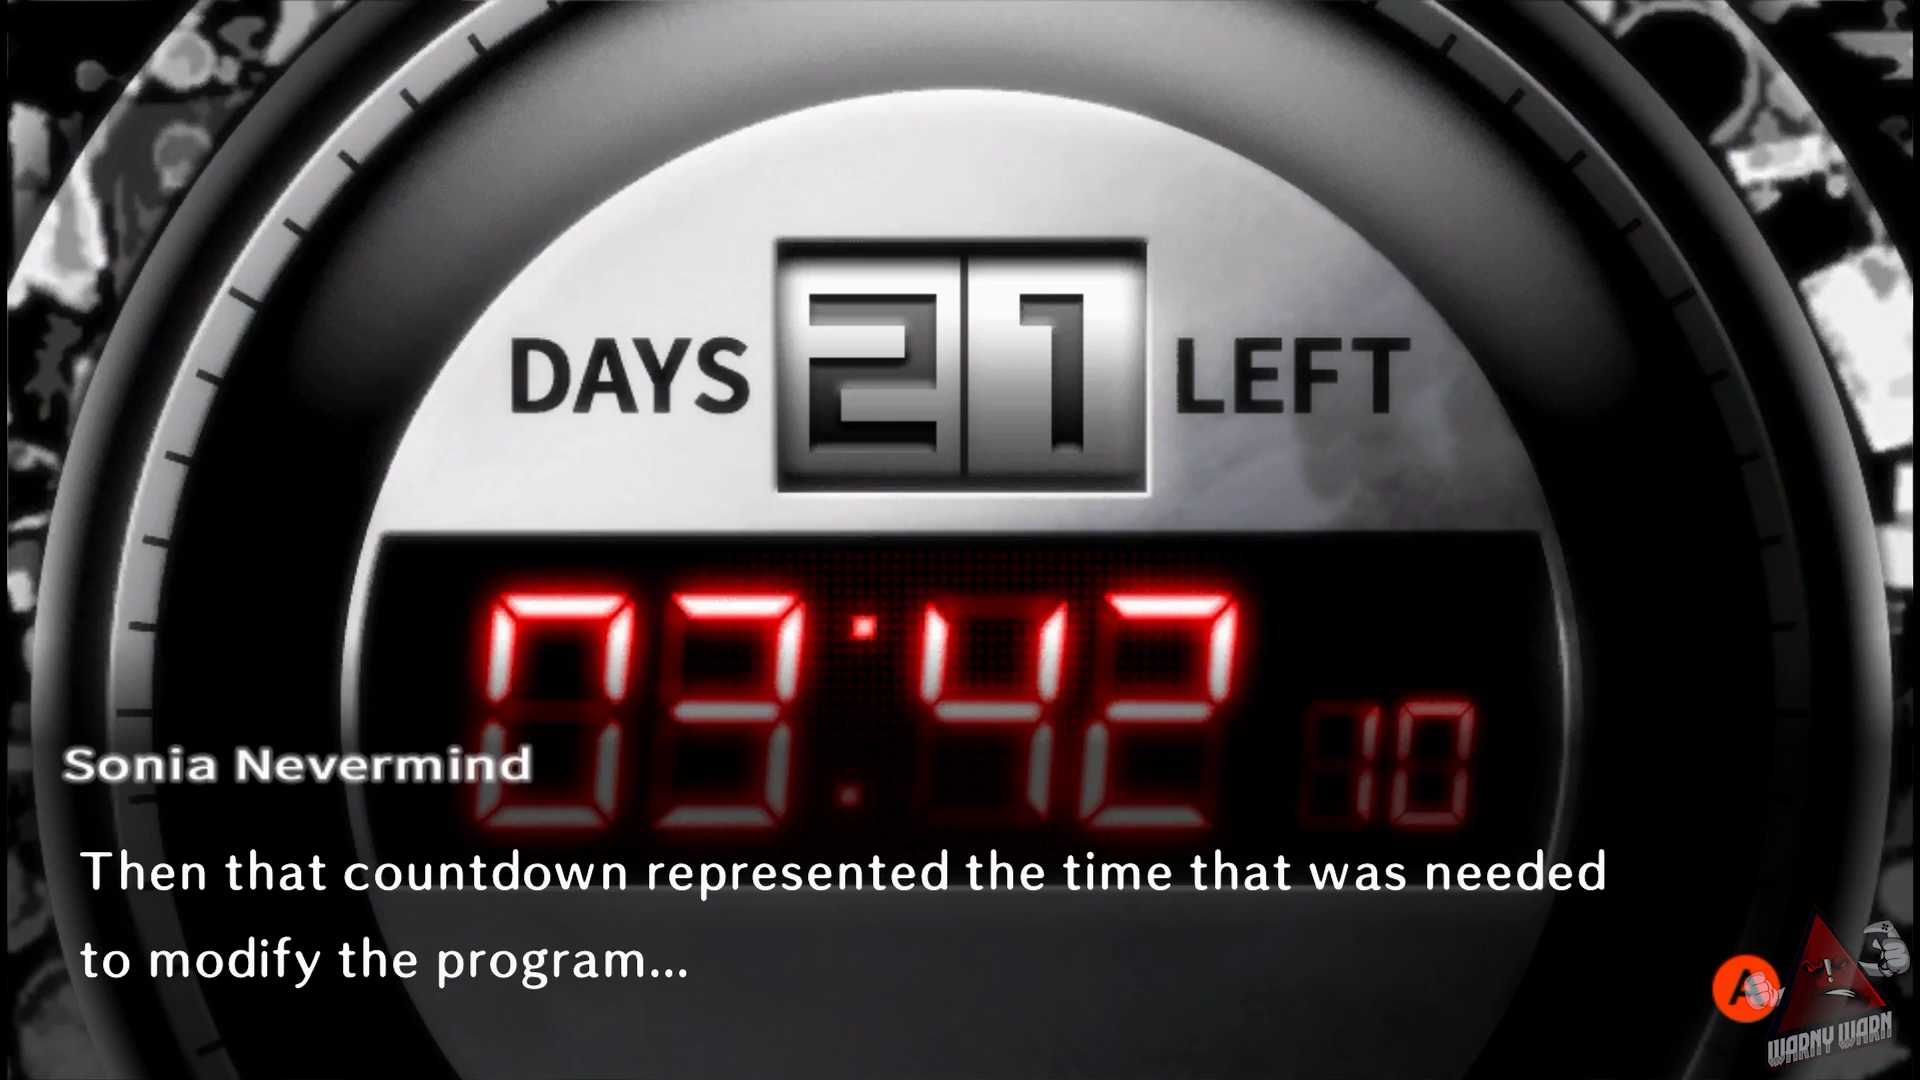 DAYS 21 LEFT
03:42 10
Sonia Nevermind
Then that countdown represented the time that was needed
to modify the program...
A
WARNY WARN